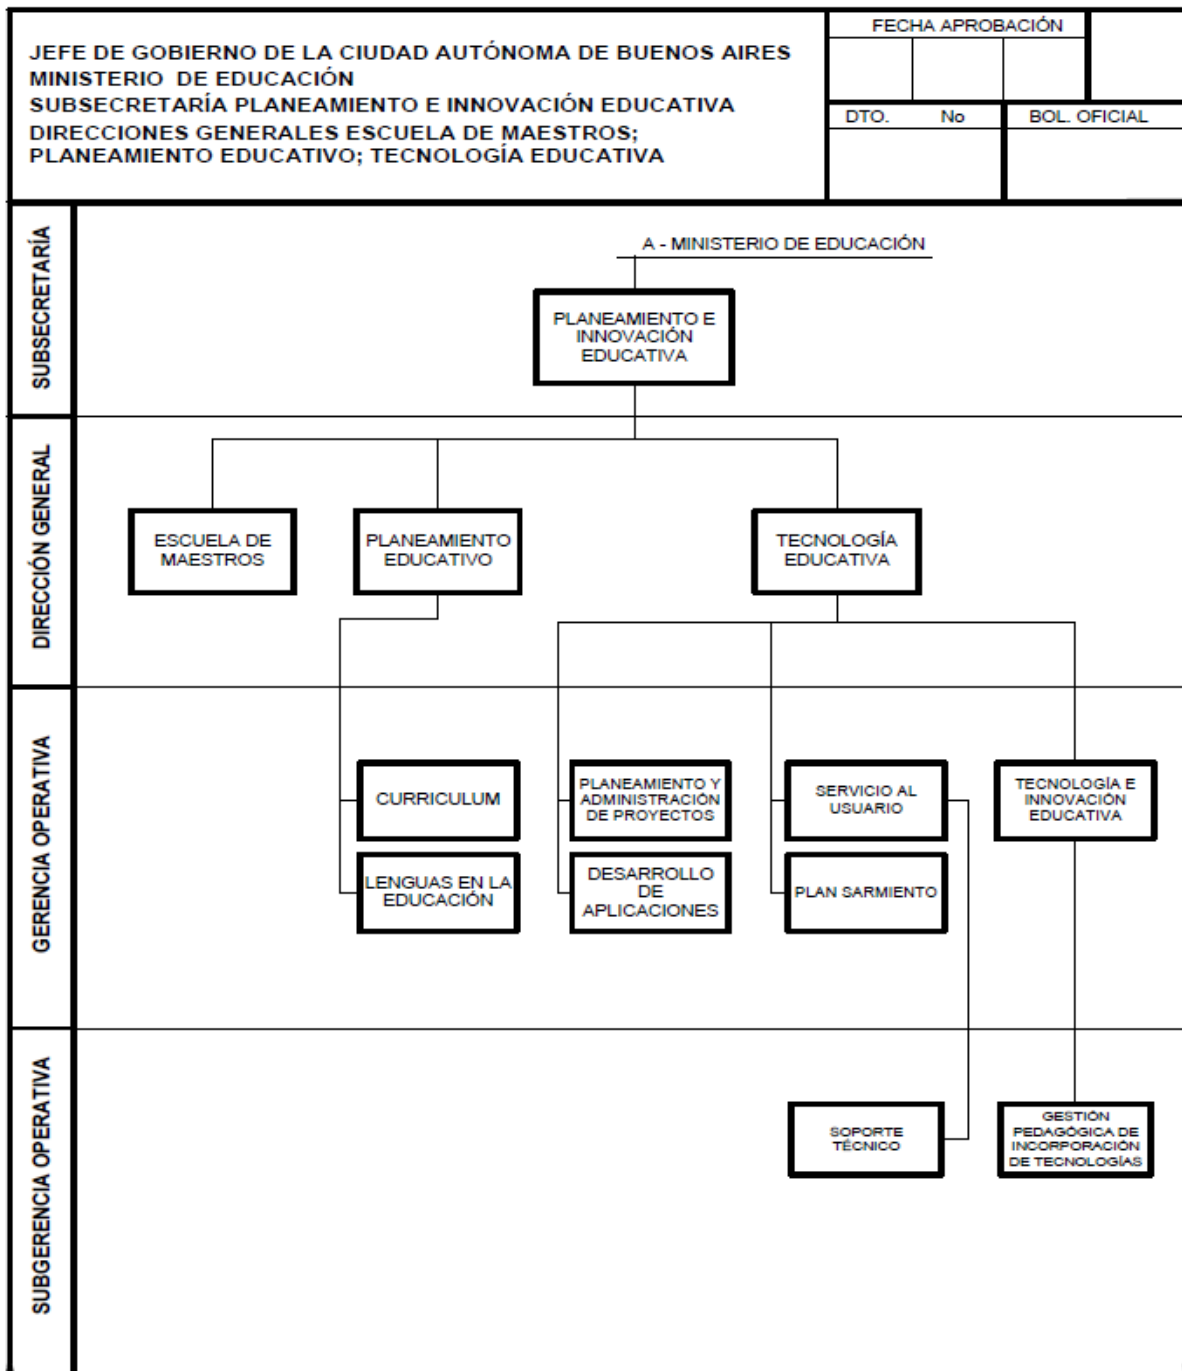 JEFE DE GOBIERNO DE LA CIUDAD AUTÓNOMA DE BUENOS AIRES
MINISTERIO DE EDUCACIÓN
SUBSECRETARÍA PLANEAMIENTO E INNOVACIÓN EDUCATIVA
DIRECCIONES GENERALES ESCUELA DE MAESTROS;
PLANEAMIENTO EDUCATIVO; TECNOLOGÍA EDUCATIVA
FECHA APROBACIÓN
DTO. No
BOL. OFICIAL
SUBSECRETARÍA
A - MINISTERIO DE EDUCACIÓN
PLANEAMIENTO E
INNOVACIÓN
EDUCATIVA
DIRECCIÓN GENERAL
ESCUELA DE
MAESTROS
PLANEAMIENTO
EDUCATIVO
TECNOLOGÍA
EDUCATIVA
GERENCIA OPERATIVA
CURRICULUM
PLANEAMIENTO Y
ADMINISTRACIÓN
DE PROYECTOS
SERVICIO AL
USUARIO
TECNOLOGÍA E
INNOVACIÓN
EDUCATIVA
LENGUAS EN LA
EDUCACIÓN
DESARROLLO
DE
APLICACIONES
PLAN SARMIENTO
SUBGERENCIA OPERATIVA
SOPORTE
TÉCNICO
GESTIÓN
PEDAGÓGICA DE
INCORPORACIÓN
DE TECNOLOGÍAS